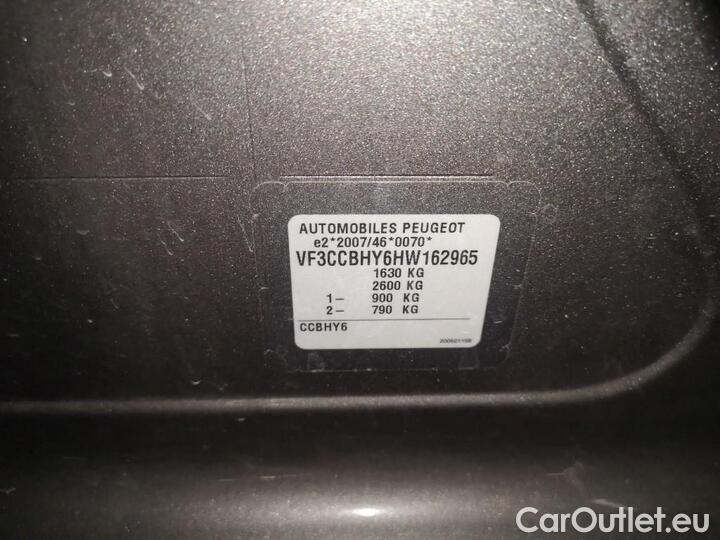 AUTOMOBILES PEUGEOT
e2*2007/46*0070*
VF3CCBHY6HW162965
1630 KG
2600 KG
1– 900 KG
2– 790 KG
CCBHY6
CarOutlet.eu